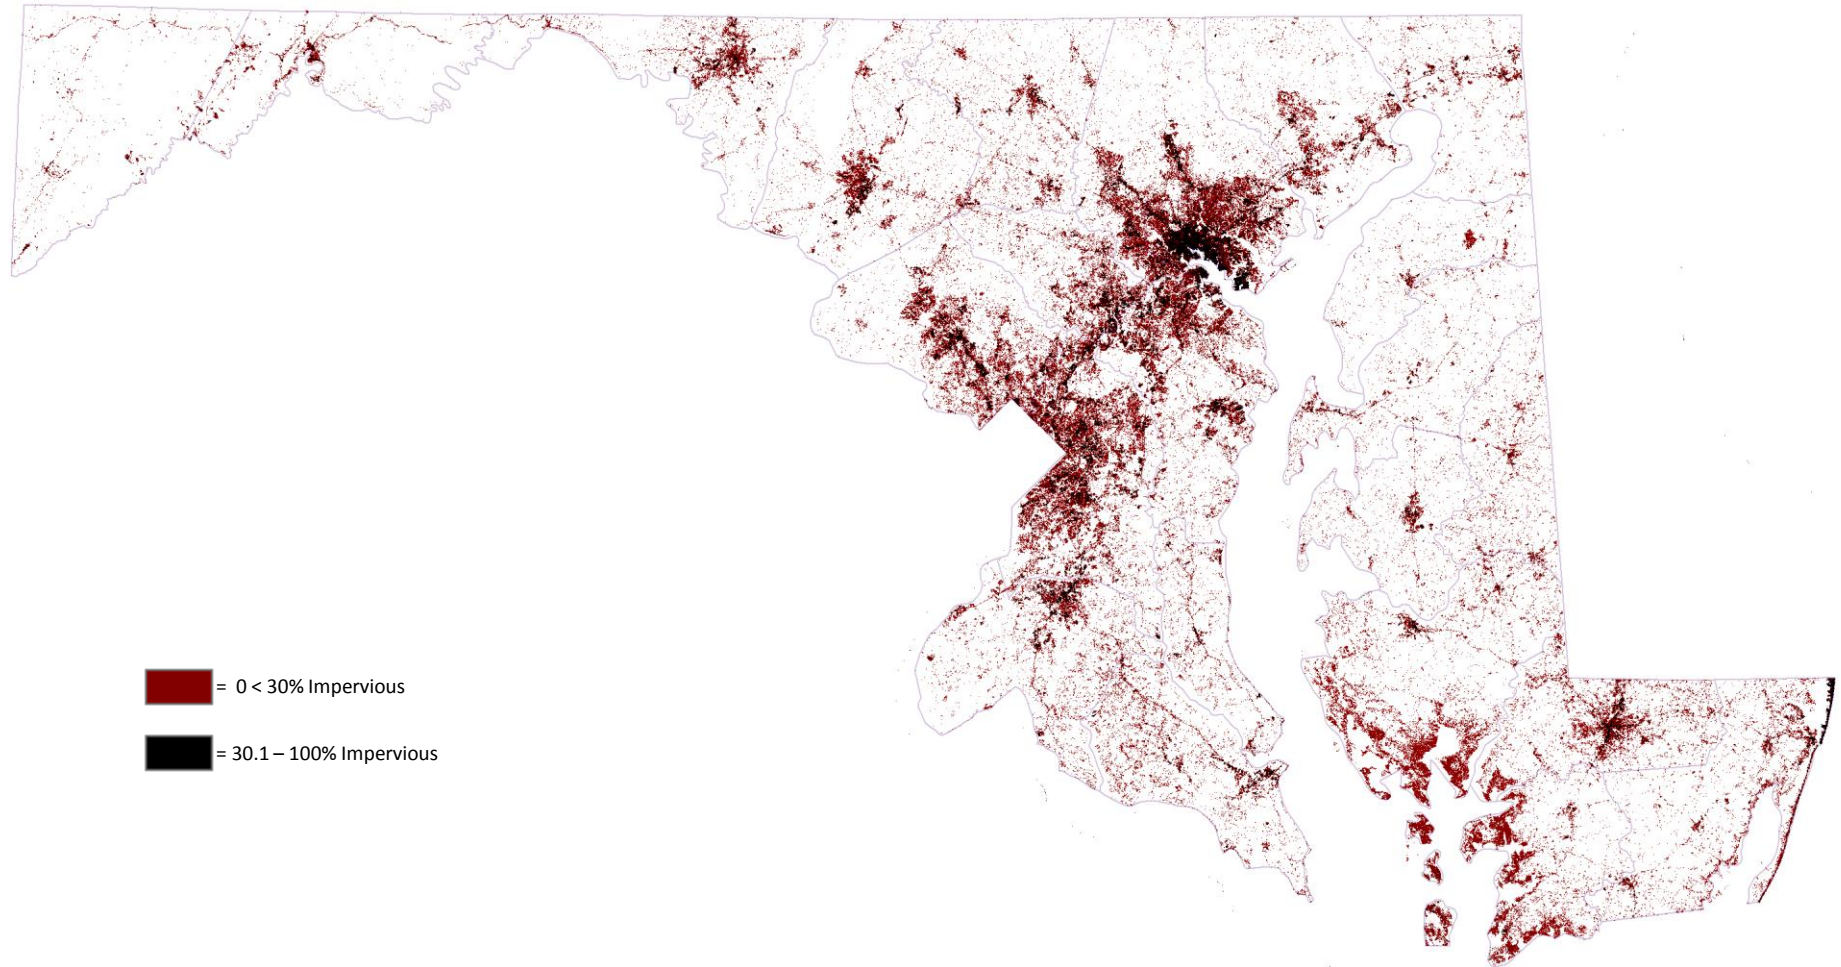 = 0 < 30% Impervious
= 30.1 – 100% Impervious